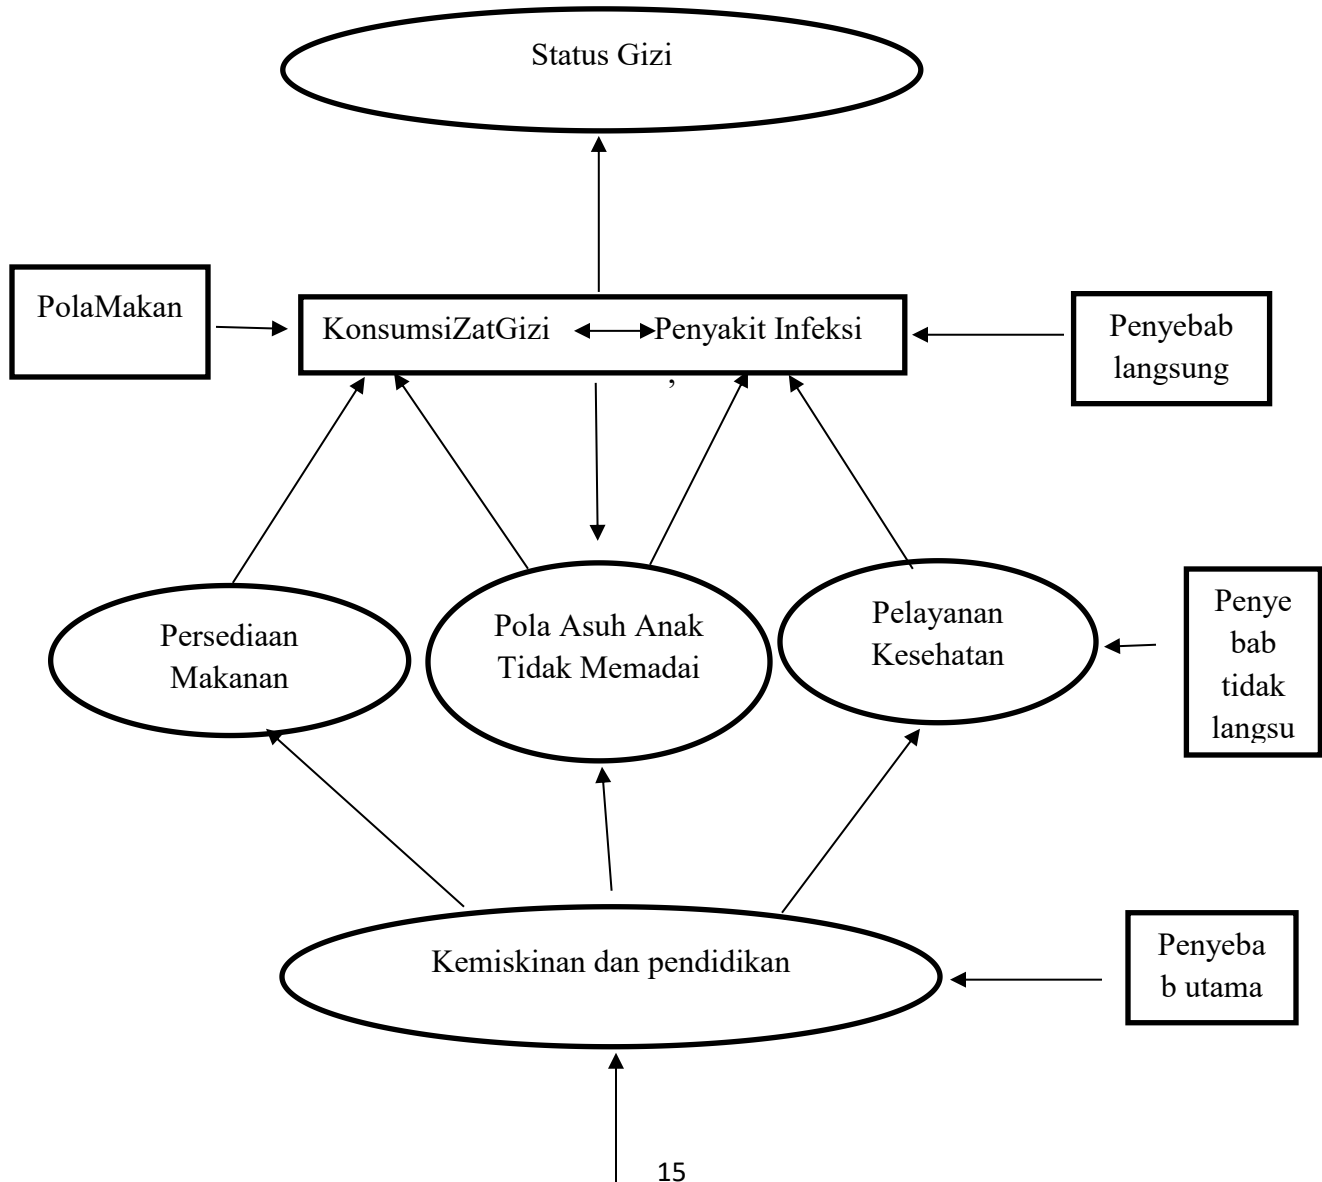 Status Gizi
PolaMakan
KonsumsiZatGizi
Penyakit Infeksi
,
Penyebab
langsung
Persediaan
Makanan
Pola Asuh Anak
Tidak Memadai
Pelayanan
Kesehatan
Penye
bab
tidak
langsu
Kemiskinan dan pendidikan
Penyeba
b utama
15